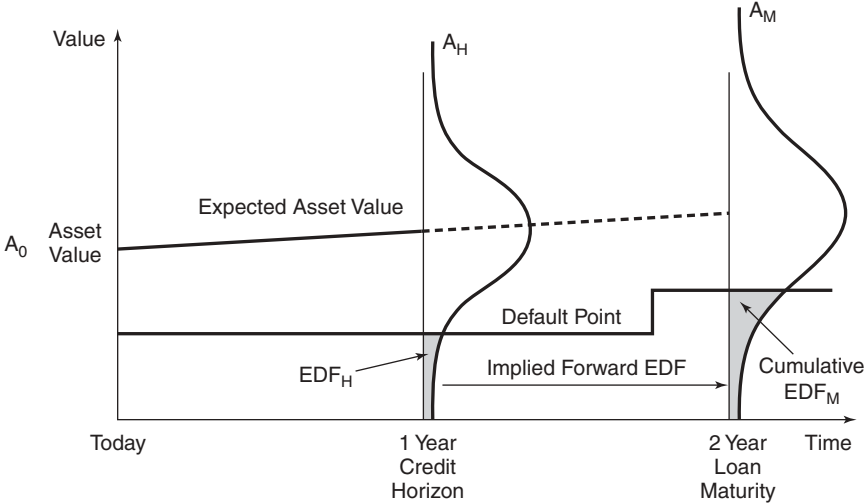 Value
A_H
A_M
Expected Asset Value
A_0
Asset
Value
Default Point
EDF_H
Implied Forward EDF
Cumulative
EDF_M
Today
1 Year
Credit
Horizon
2 Year
Loan
Maturity
Time